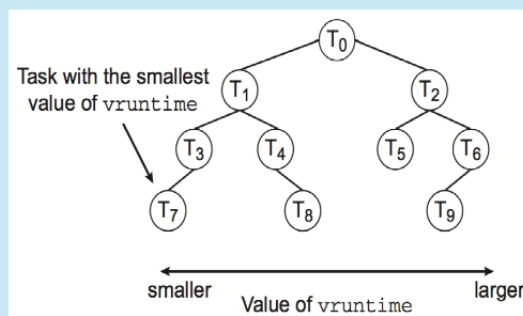 T0
Task with the smallest
value of vruntime
T1
T2
T3
T4
T5
T6
T7
T8
T9
smaller
larger
Value of vruntime